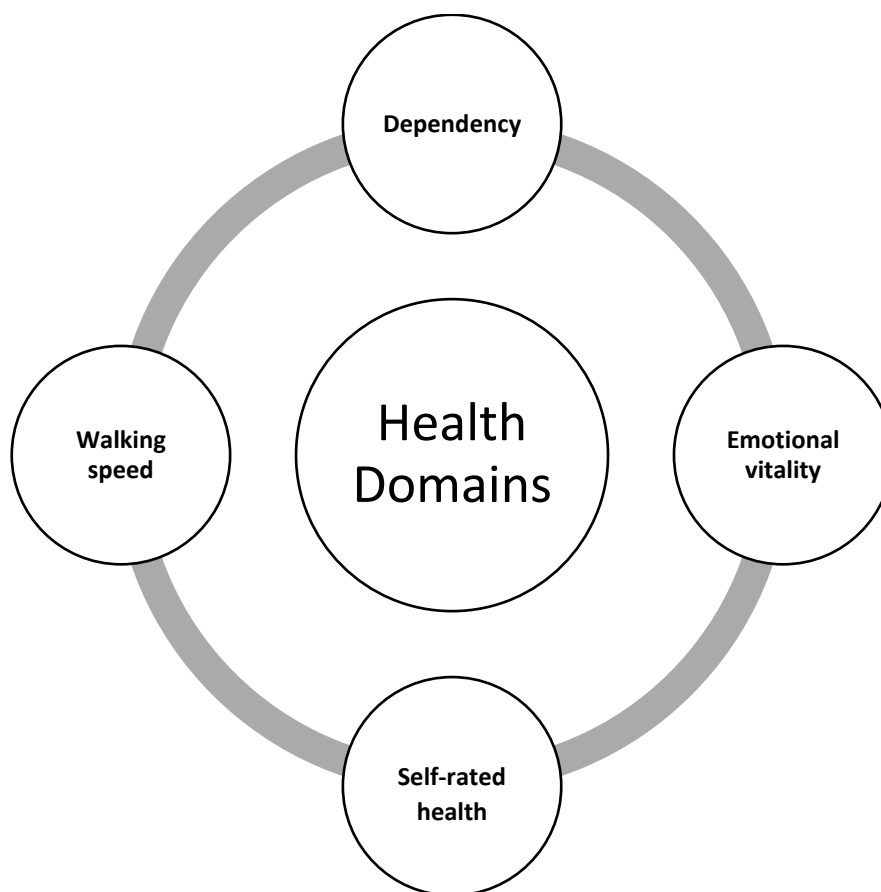 Dependency
Walking
speed
Health
Domains
Emotional
vitality
Self-rated
health